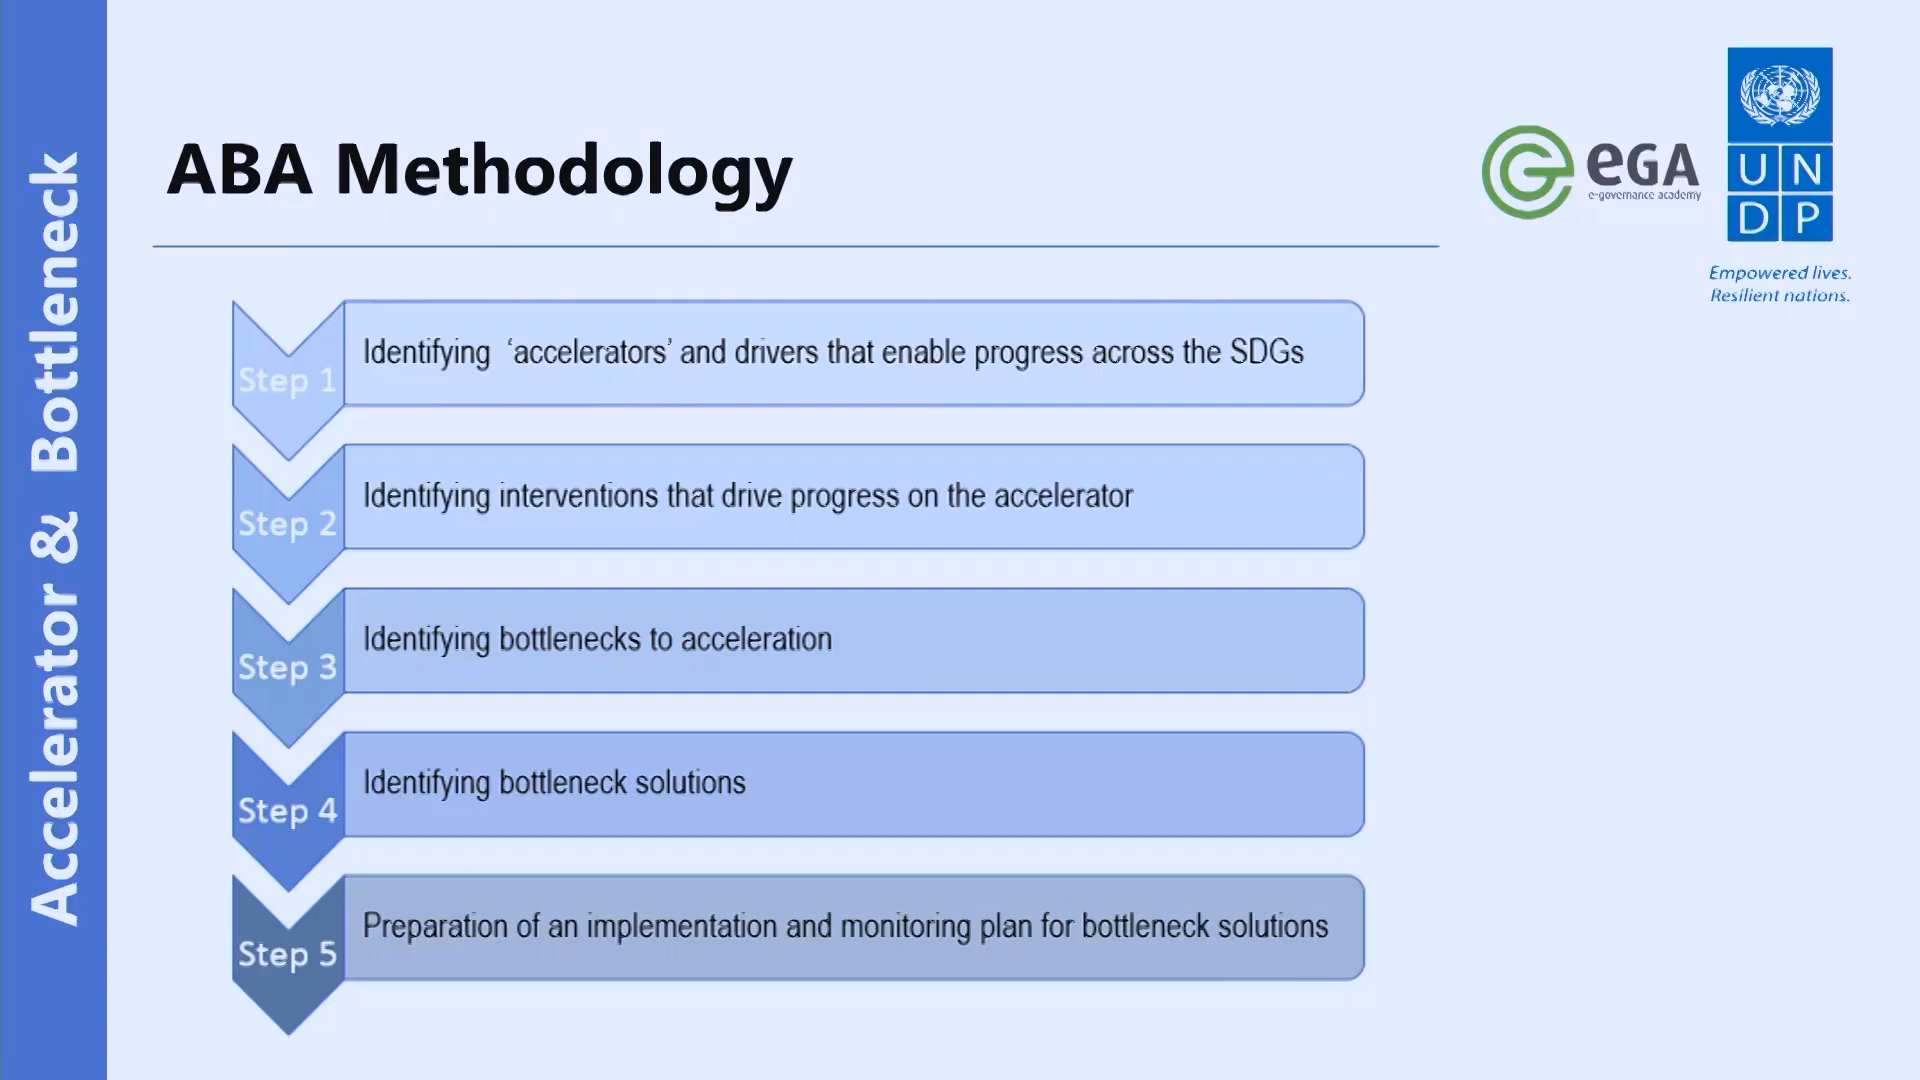 Accelerator & Bottleneck
ABA Methodology
eGA
e-governance academy
U N
D P
Empowered lives.
Resilient nations.
Step 1
Identifying ‘accelerators’ and drivers that enable progress across the SDGs
Step 2
Identifying interventions that drive progress on the accelerator
Step 3
Identifying bottlenecks to acceleration
Step 4
Identifying bottleneck solutions
Step 5
Preparation of an implementation and monitoring plan for bottleneck solutions